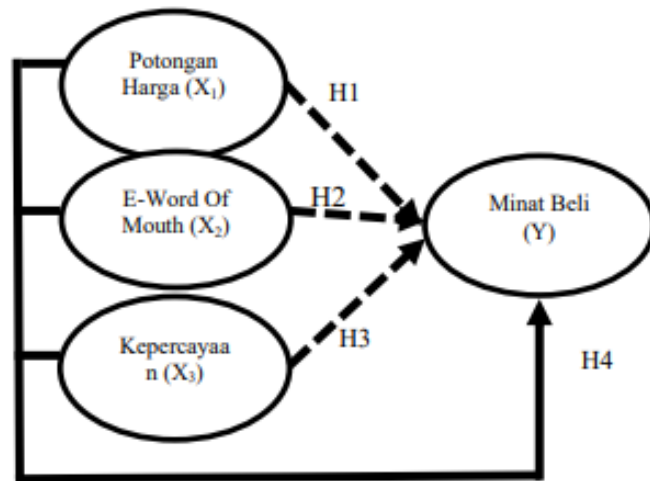 Potongan
Harga (X₁)
H1
E-Word Of
Mouth (X₂)
H2
Minat Beli
(Y)
Kepercayaa
n (X₃)
H3
H4